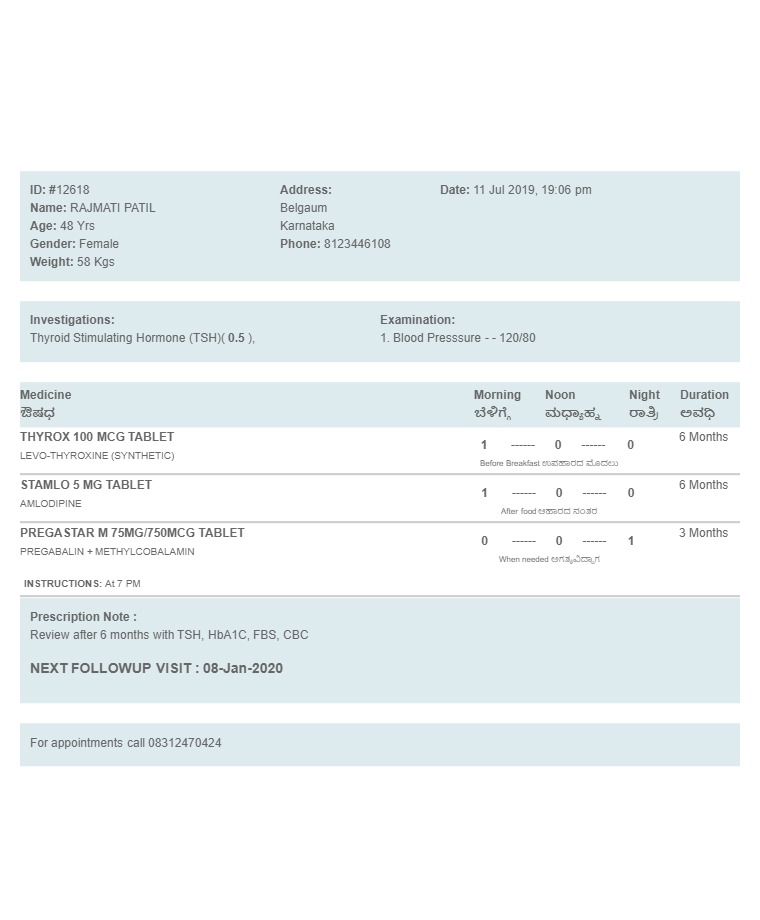 ID: #12618
Name: RAJMATI PATIL
Age: 48 Yrs
Gender: Female
Weight: 58 Kgs
Address:
Belgaum
Karnataka
Phone: 8123446108
Date: 11 Jul 2019, 19:06 pm
Investigations:
Thyroid Stimulating Hormone (TSH)( 0.5 ),
Examination:
1. Blood Presssure - - 120/80
Medicine Morning Noon Night Duration
ಔಷಧ ಬೆಳಿಗ್ಗೆ ಮಧ್ಯಾಹ್ನ ರಾತ್ರಿ ಅವಧಿ
THYROX 100 MCG TABLET 1 ------ 0 ------ 0 6 Months
LEVO-THYROXINE (SYNTHETIC) Before Breakfast ಉಪಹಾರದ ಮೊದಲು
STAMLO 5 MG TABLET 1 ------ 0 ------ 0 6 Months
AMLODIPINE After food ಆಹಾರದ ನಂತರ
PREGASTAR M 75MG/750MCG TABLET 0 ------ 0 ------ 1 3 Months
PREGABALIN + METHYLCOBALAMIN When needed
INSTRUCTIONS: At 7 PM
Prescription Note :
Review after 6 months with TSH, HbA1C, FBS, CBC
NEXT FOLLOWUP VISIT : 08-Jan-2020
For appointments call 08312470424